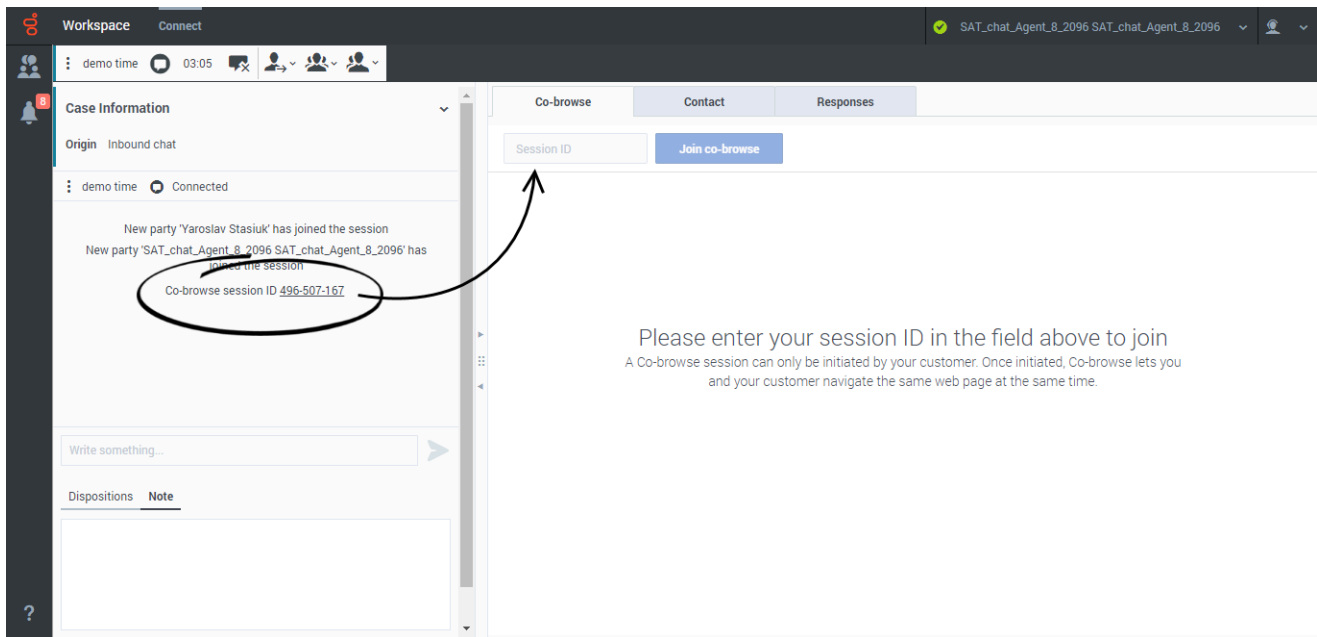 Workspace
Connect
SAT_chat_Agent_8_2096 SAT_chat_Agent_8_2096
demo time
03:05
8
Case Information
Origin Inbound chat
demo time Connected
New party 'Yaroslav Stasiuk' has joined the session
New party 'SAT_chat_Agent_8_2096 SAT_chat_Agent_8_2096' has
joined the session
Co-browse session ID 496-507-167
Write something...
Dispositions Note
?
Co-browse
Contact
Responses
Session ID
Join co-browse
Please enter your session ID in the field above to join
A Co-browse session can only be initiated by your customer. Once initiated, Co-browse lets you
and your customer navigate the same web page at the same time.